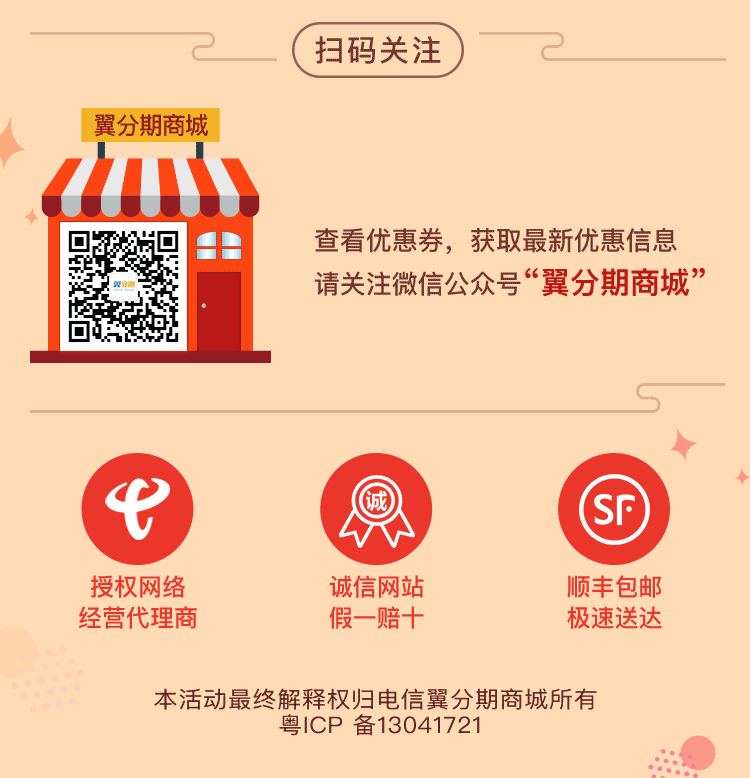 扫码关注
翼分期商城
翼分期
查看优惠券，获取最新优惠信息
请关注微信公众号“翼分期商城”
诚
SF
授权网络
经营代理商
诚信网站
假一赔十
顺丰包邮
极速送达
本活动最终解释权归电信翼分期商城所有
粤ICP 备13041721